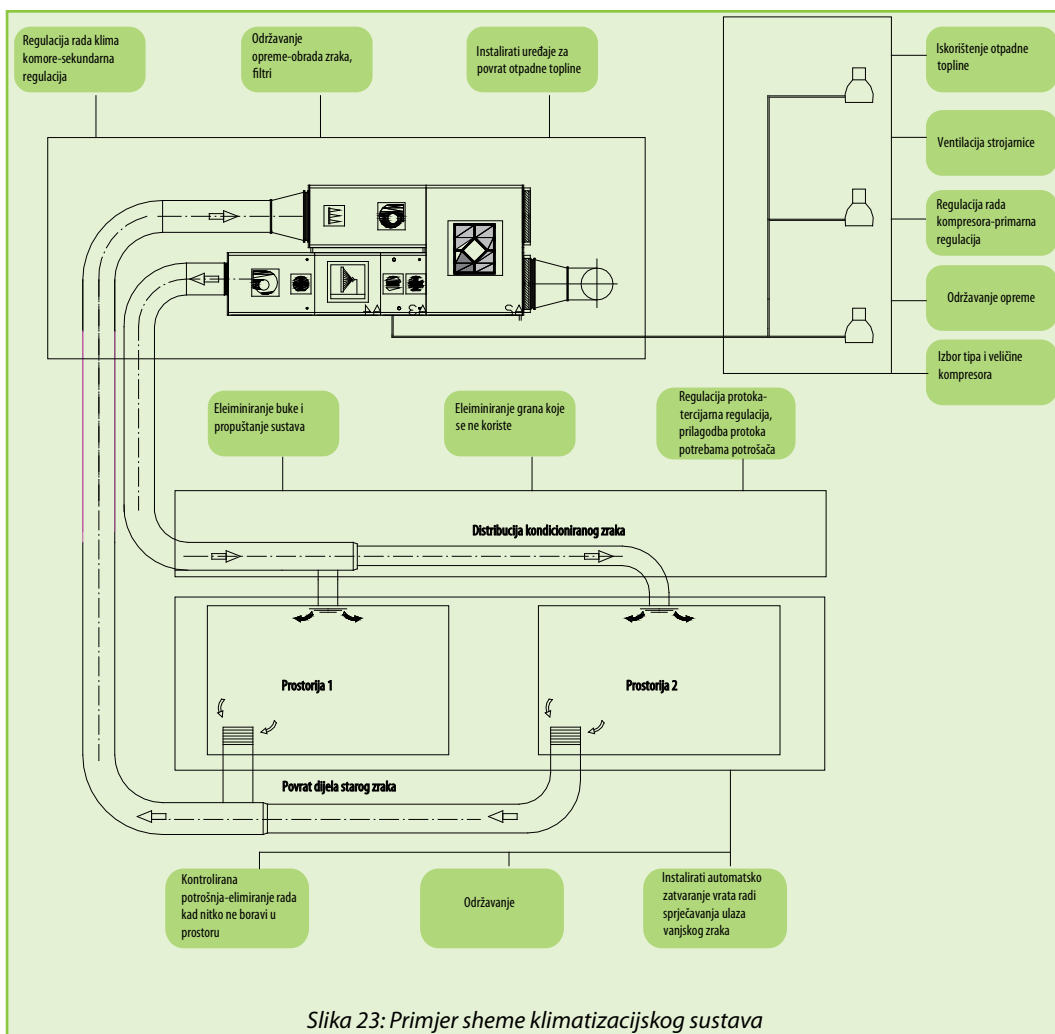 Regulacija rada klima
komore-sekundarna
regulacija
Održavanje
opreme-obrada zraka,
filtri
Instalirati uređaje za
povrat otpadne topline
Iskorištenje otpadne
topline
Ventilacija strojarnice
Regulacija rada
kompresora-primarna
regulacija
Održavanje opreme
Izbor tipa i veličine
kompresora
Eleiminiranje buke i
propuštanje sustava
Eleiminiranje grana koje
se ne koriste
Regulacija protoka-
tercijarna regulacija,
prilagodba protoka
potrebama potrošača
Distribucija kondicioniranog zraka
Prostorija 1
Prostorija 2
Povrat dijela starog zraka
Kontrolirana
potrošnja-elimiranje rada
kad nitko ne boravi u
prostoru
Održavanje
Instalirati automatsko
zatvaranje vrata radi
sprječavanja ulaza
vanjskog zraka
Slika 23: Primjer sheme klimatizacijskog sustava